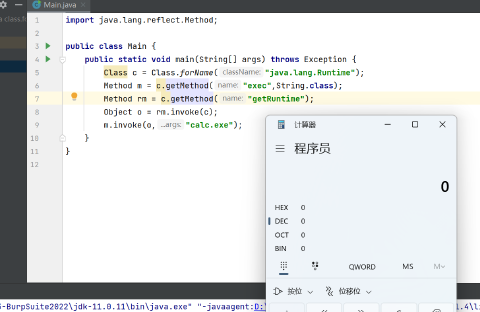 Main.java
a class.f
1 import java.lang.reflect.Method;
2
3 public class Main {
4 public static void main(String[] args) throws Exception {
5 Class c = Class.forName( className: "java.lang.Runtime");
6 Method m = c.getMethod( name: "exec",String.class);
7 Method rm = c.getMethod( name: "getRuntime");
8 Object o = rm.invoke(c);
9 m.invoke(o, ...args: "calc.exe");
10 }
11 }
12
计算器
程序员
0
HEX 0
DEC 0
OCT 0
BIN 0
QWORD MS M
按位 位移位
-BurpSuite2022\jdk-11.0.11\bin\java.exe" "-javaagent:D:\